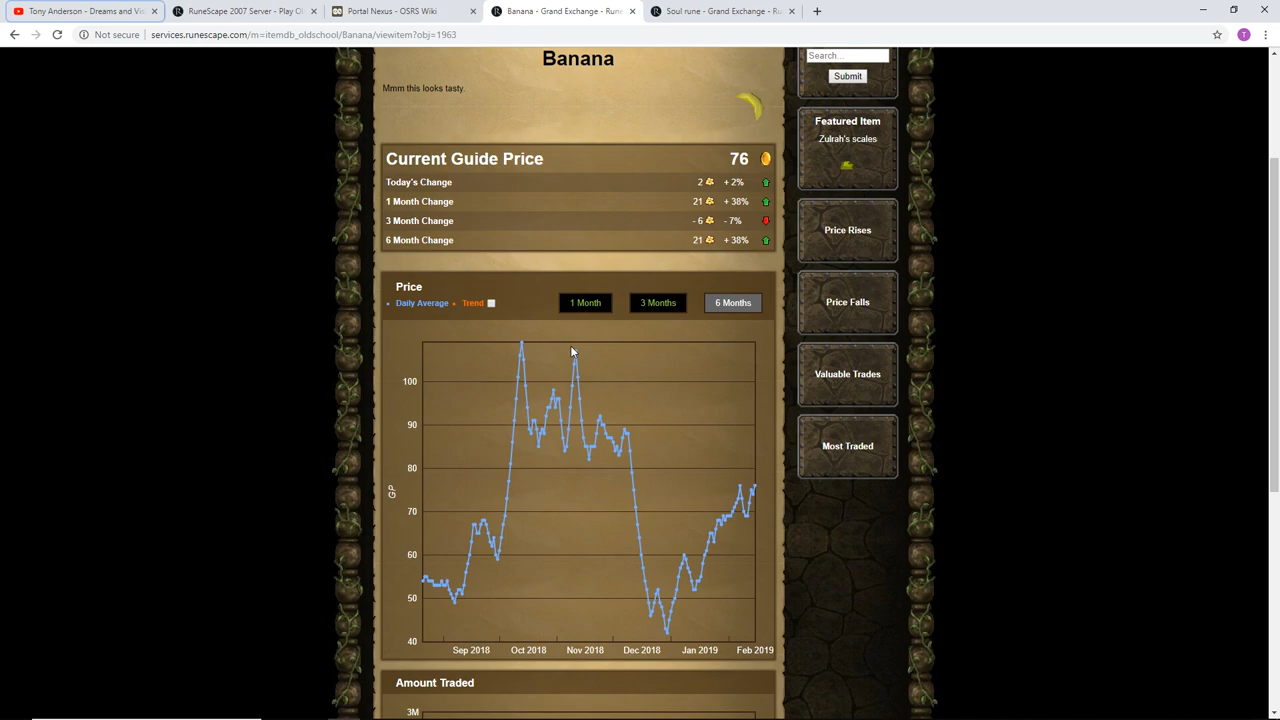 Tony Anderson - Dreams and Vis
RuneScape 2007 Server - Play O
Portal Nexus - OSRS Wiki
Banana - Grand Exchange - Rune
Soul rune - Grand Exchange - Ru
Not secure
services.runescape.com/m=itemdb_oldschool/Banana/viewitem?obj=1963
T
Banana
Mmm this looks tasty.
Current Guide Price 76
Today's Change 2 + 2%
1 Month Change 21 + 38%
3 Month Change - 6 - 7%
6 Month Change 21 + 38%
Price
Daily Average Trend
1 Month 3 Months 6 Months
100
90
80
GP
70
60
50
40
Sep 2018 Oct 2018 Nov 2018 Dec 2018 Jan 2019 Feb 2019
Amount Traded
3M
Search...
Submit
Featured Item
Zulrah's scales
Price Rises
Price Falls
Valuable Trades
Most Traded